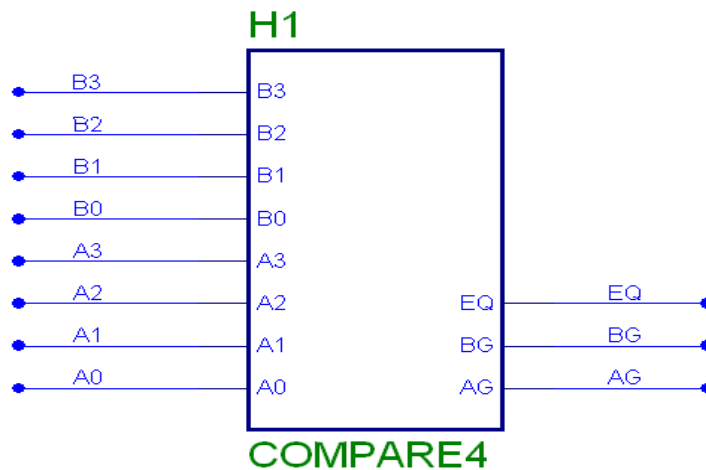 H1
B3 B3
B2 B2
B1 B1
B0 B0
A3 A3
A2 A2 EQ EQ
A1 A1 BG BG
A0 A0 AG AG
COMPARE4